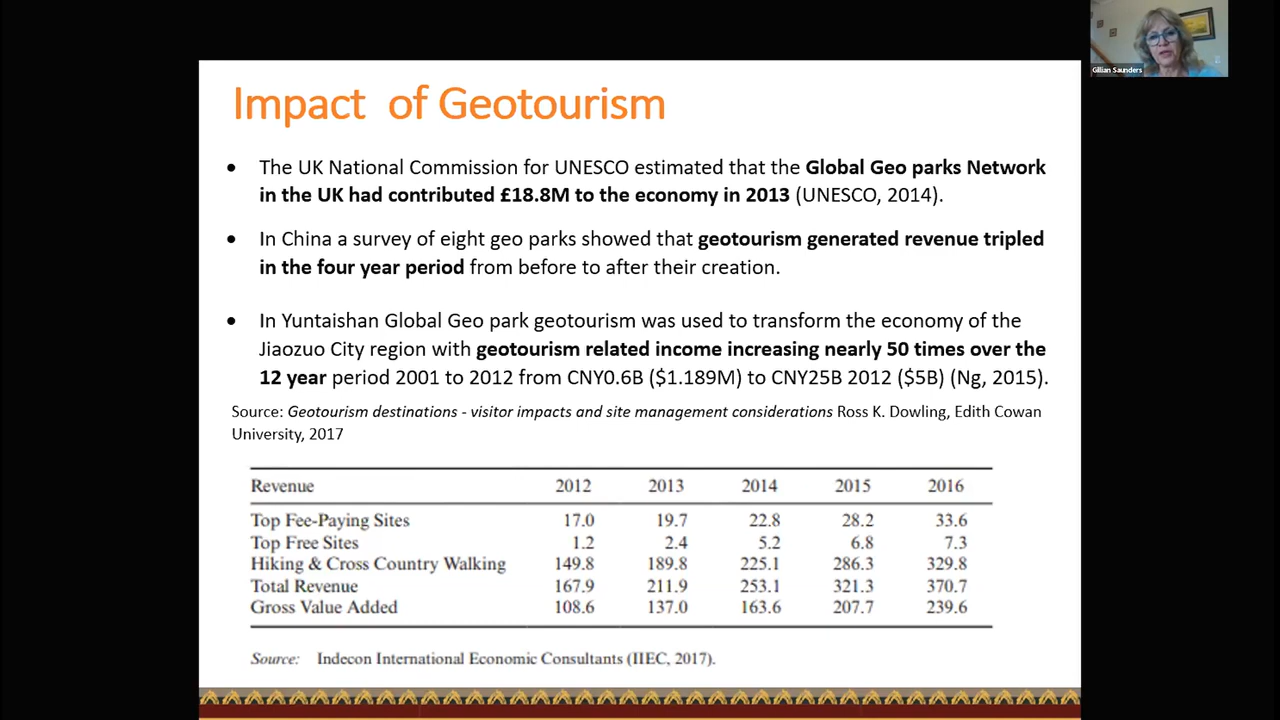 Gillian Saunders
Impact of Geotourism
• The UK National Commission for UNESCO estimated that the Global Geo parks Network
in the UK had contributed £18.8M to the economy in 2013 (UNESCO, 2014).
• In China a survey of eight geo parks showed that geotourism generated revenue tripled
in the four year period from before to after their creation.
• In Yuntaishan Global Geo park geotourism was used to transform the economy of the
Jiaozuo City region with geotourism related income increasing nearly 50 times over the
12 year period 2001 to 2012 from CNY0.6B ($1.189M) to CNY25B 2012 ($5B) (Ng, 2015).
Source: Geotourism destinations - visitor impacts and site management considerations Ross K. Dowling, Edith Cowan
University, 2017
Revenue 2012 2013 2014 2015 2016
Top Fee-Paying Sites 17.0 19.7 22.8 28.2 33.6
Top Free Sites 1.2 2.4 5.2 6.8 7.3
Hiking & Cross Country Walking 149.8 189.8 225.1 286.3 329.8
Total Revenue 167.9 211.9 253.1 321.3 370.7
Gross Value Added 108.6 137.0 163.6 207.7 239.6
Source: Indecon International Economic Consultants (IIEC, 2017).